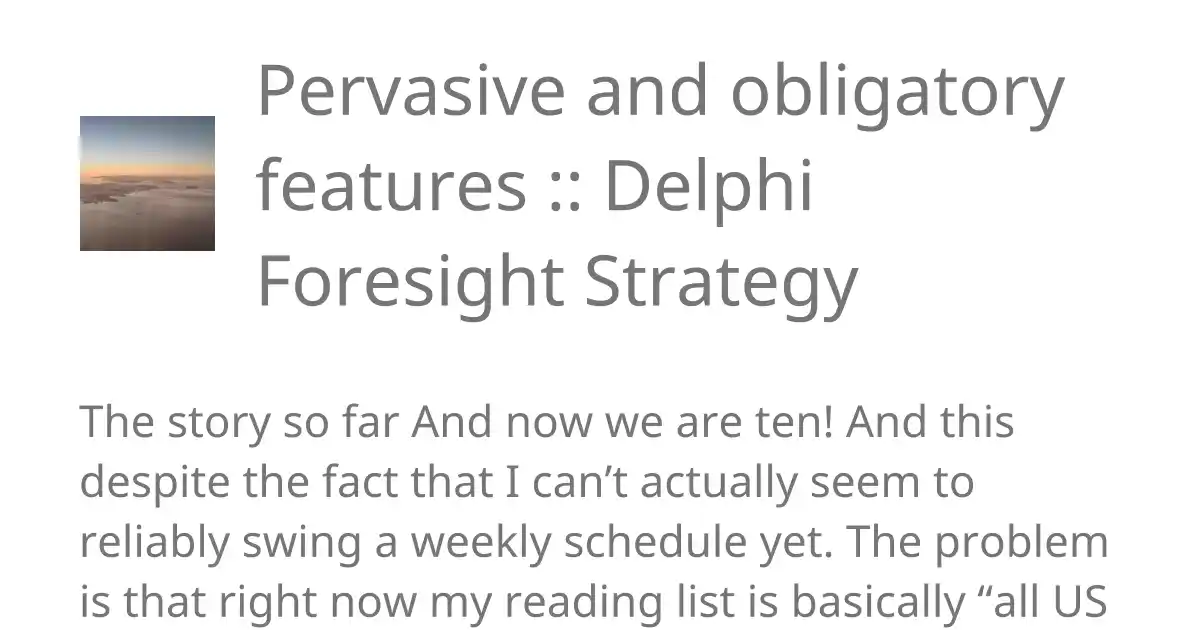 Pervasive and obligatory
features :: Delphi
Foresight Strategy
The story so far And now we are ten! And this
despite the fact that I can’t actually seem to
reliably swing a weekly schedule yet. The problem
is that right now my reading list is basically “all US